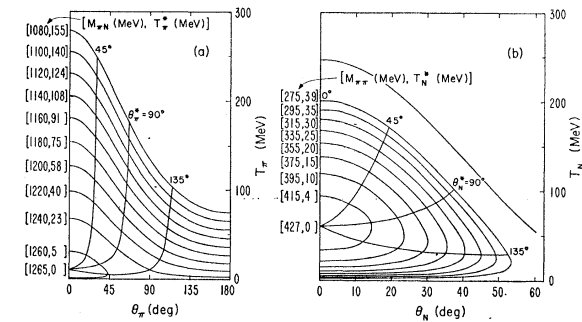 [M_πN (MeV), T*_π (MeV)]
(a)
[1080,155]
[1100,140]
[1120,124]
[1140,108]
[1160,91]
[1180,75]
[1200,58]
[1220,40]
[1240,23]
[1260,5]
[1265,0]
45°
θ*_π=90°
135°
300
200
100
0
T_π (MeV)
0 45 90 135 180
θ_π (deg)
(b)
[M_ππ (MeV), T*_N (MeV)]
[275,39] 0°
[295,35]
[315,30]
[335,25]
[355,20]
[375,15]
[395,10]
[415,4]
[427,0]
45°
θ*_N=90°
135°
300
200
100
0
T_N (MeV)
0 10 20 30 40 50 60
θ_N (deg)